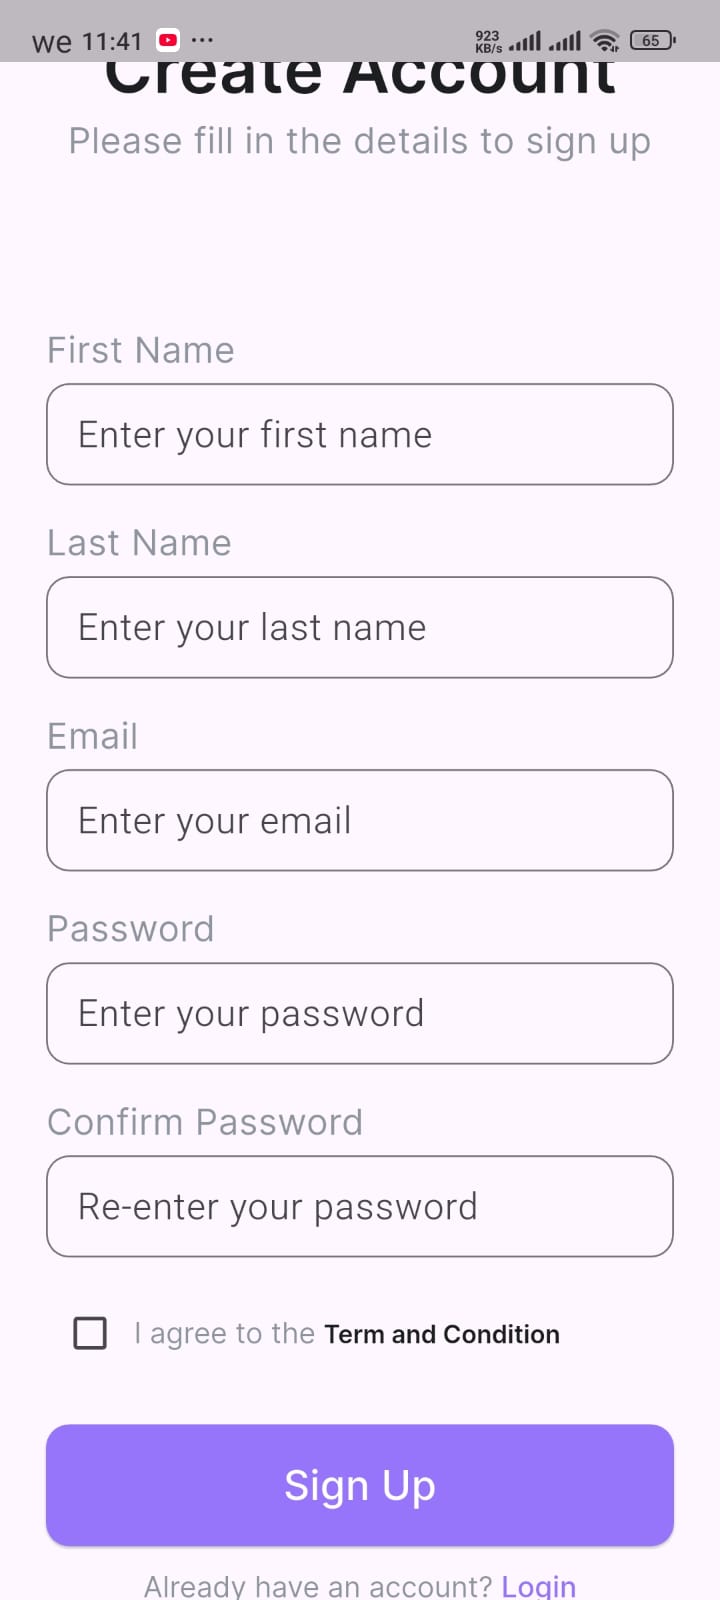 we 11:41 ...
923
KB/s
65
Create Account
Please fill in the details to sign up
First Name
Enter your first name
Last Name
Enter your last name
Email
Enter your email
Password
Enter your password
Confirm Password
Re-enter your password
I agree to the Term and Condition
Sign Up
Already have an account? Login